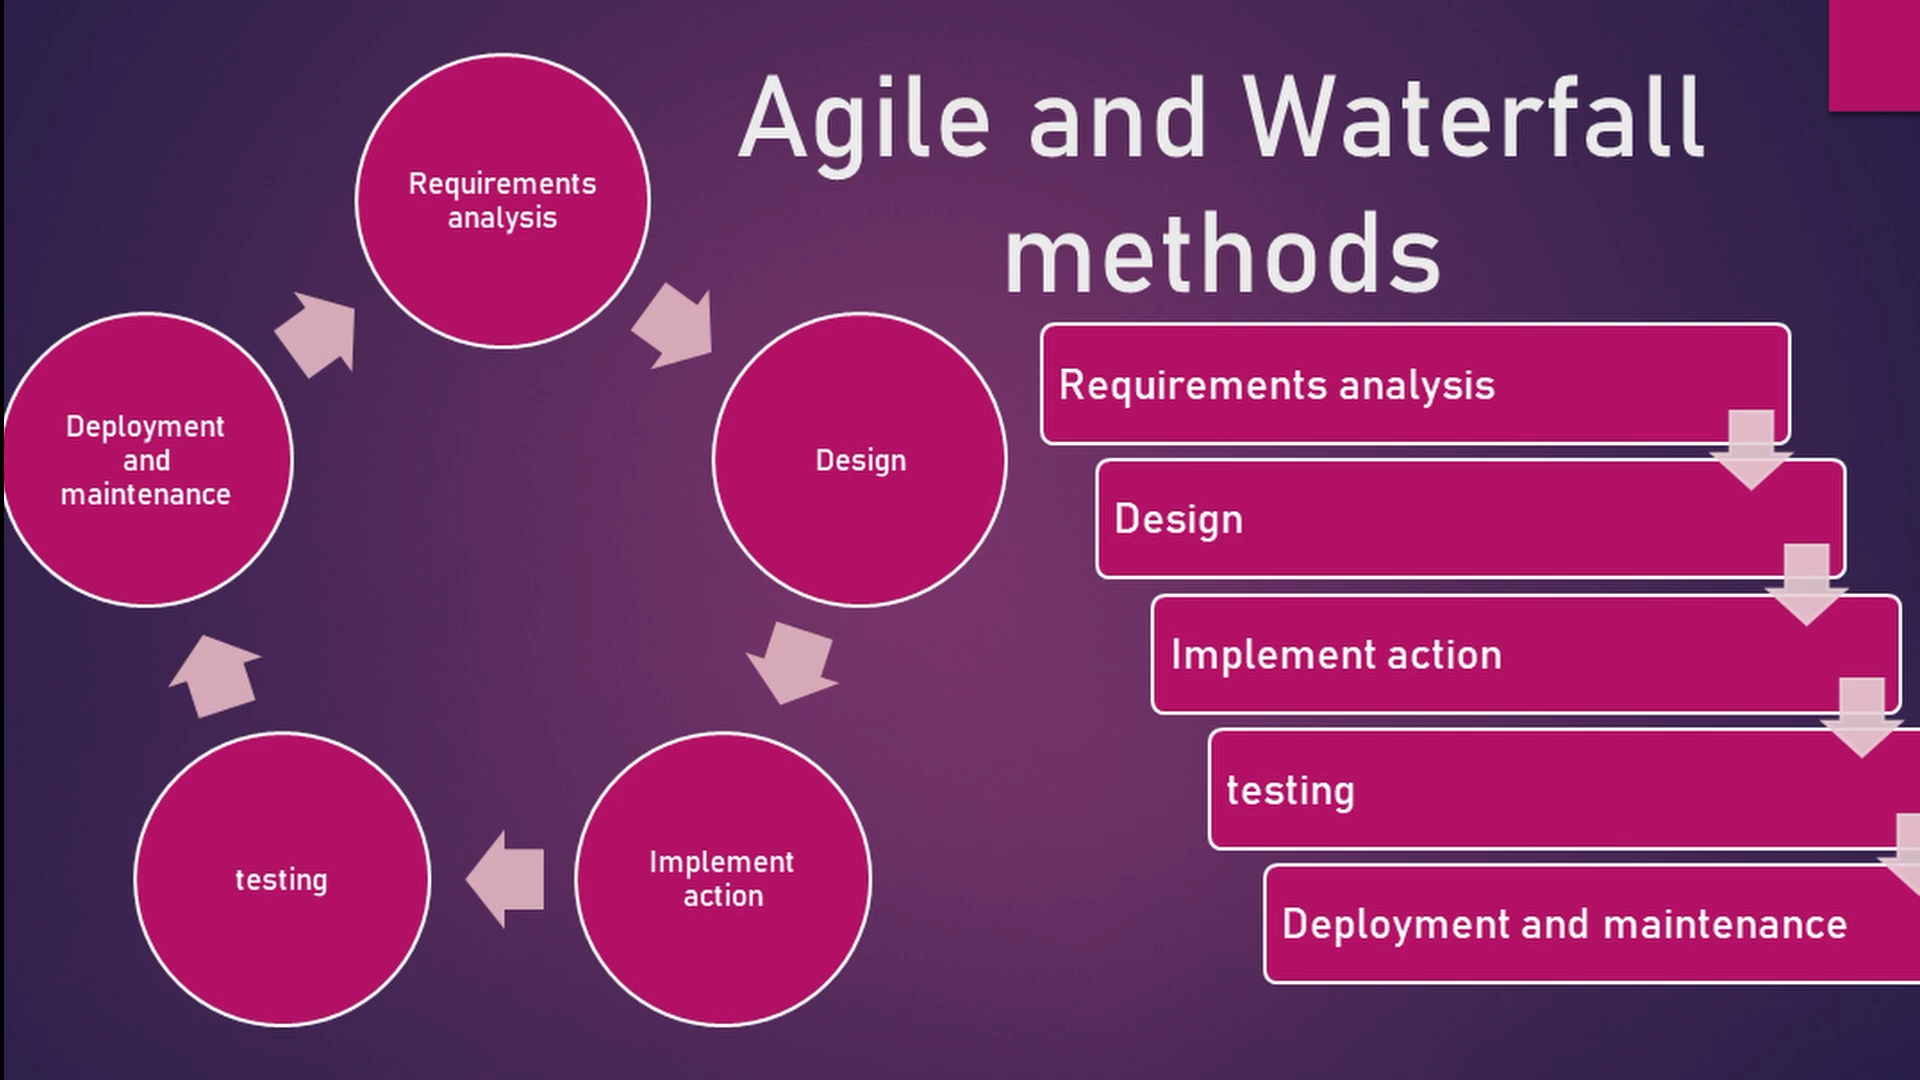 Agile and Waterfall
methods
Requirements
analysis
Design
Implement
action
testing
Deployment
and
maintenance
Requirements analysis
Design
Implement action
testing
Deployment and maintenance